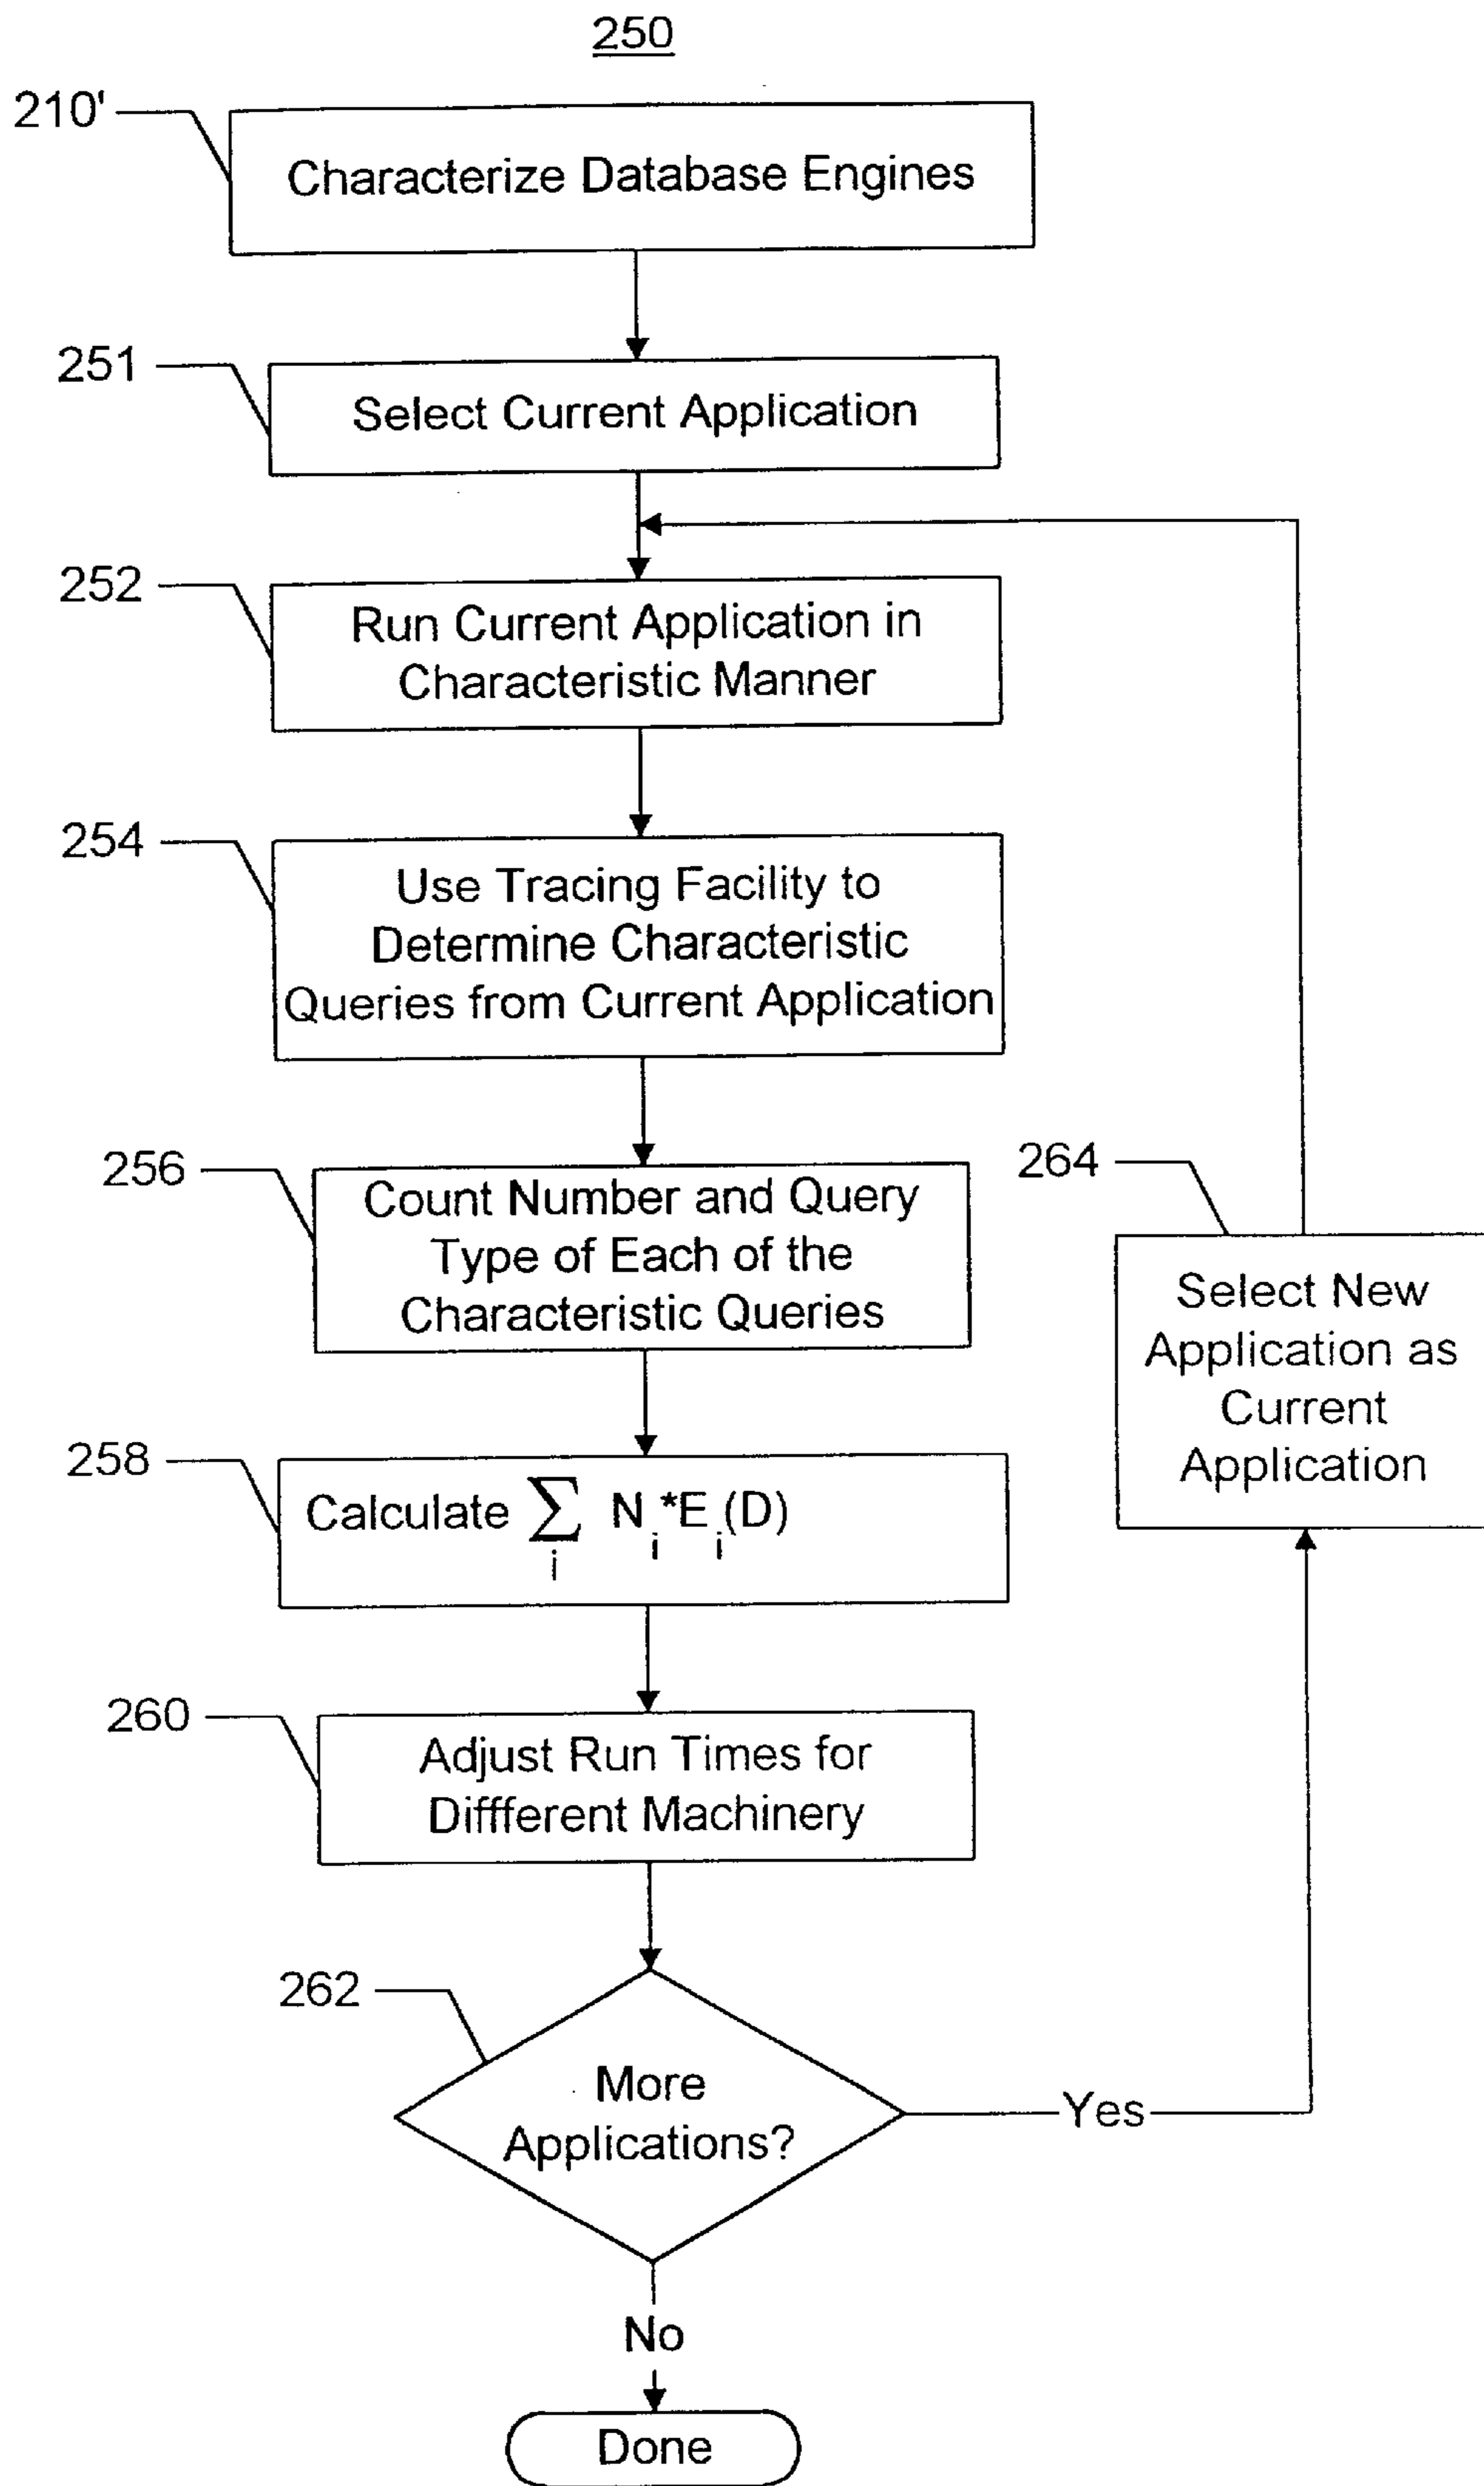 250
210'
Characterize Database Engines
251
Select Current Application
252
Run Current Application in
Characteristic Manner
254
Use Tracing Facility to
Determine Characteristic
Queries from Current Application
256
Count Number and Query
Type of Each of the
Characteristic Queries
264
Select New
Application as
Current
Application
258
Calculate ∑ᵢ Nᵢ*Eᵢ(D)
260
Adjust Run Times for
Diffferent Machinery
262
More
Applications?
Yes
No
Done